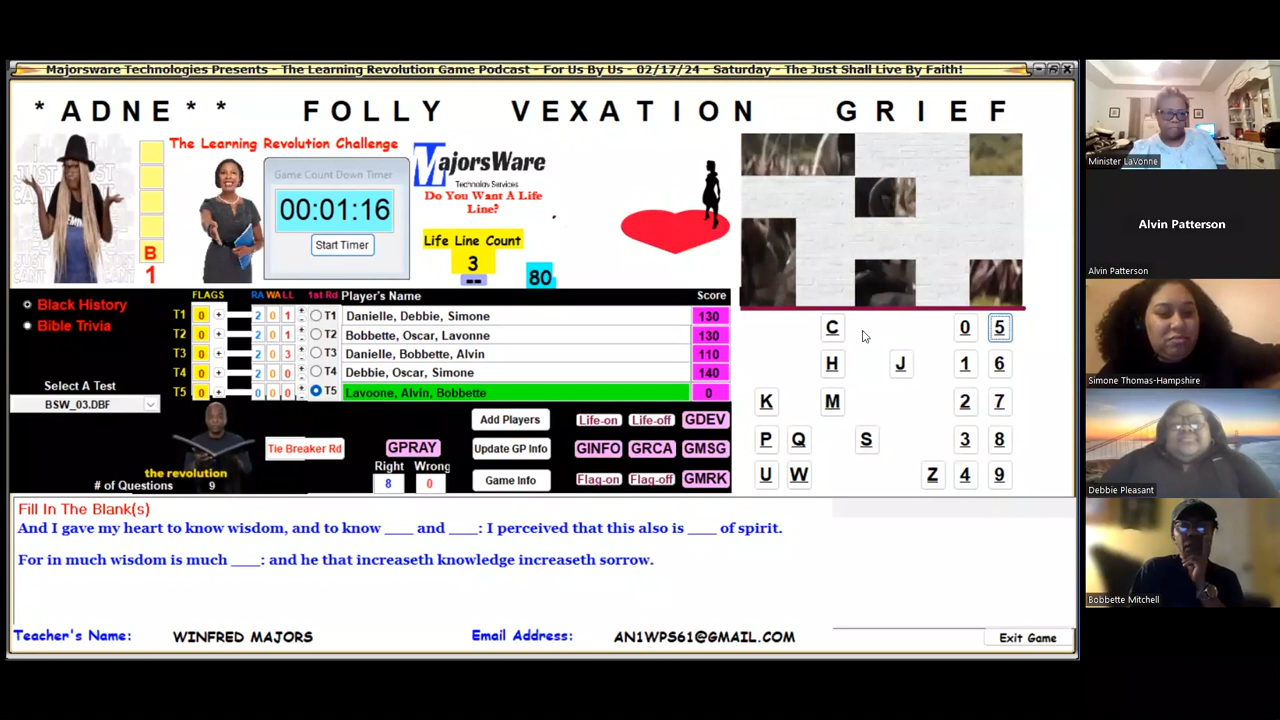 Majorsware Technologies Presents - The Learning Revolution Game Podcast - For Us By Us - 02/17/24 - Saturday - The Just Shall Live By Faith!
*ADNE** FOLLY VEXATION GRIEF
The Learning Revolution Challenge
B
1
Game Count Down Timer
00:01:16
Start Timer
MajorsWare
Technology Services
Do You Want A Life
Line?
Life Line Count
3
--
80
Black History
Bible Trivia
Select A Test
BSW_03.DBF
the revolution
# of Questions 9
FLAGS RA WA LL 1st Rd Player's Name Score
T1 0 + 2 0 1 T1 Danielle, Debbie, Simone 130
T2 0 + 2 0 1 T2 Bobbette, Oscar, Lavonne 130
T3 0 + 2 0 3 T3 Danielle, Bobbette, Alvin 110
T4 0 + 2 0 0 T4 Debbie, Oscar, Simone 140
T5 0 + 0 0 0 T5 Lavoone, Alvin, Bobbette 0
Tie Breaker Rd
GPRAY
Right Wrong
8 0
Add Players Life-on Life-off GDEV
Update GP Info GINFO GRCA GMSG
Game Info Flag-on Flag-off GMRK
C 0 5
H J 1 6
K M 2 7
P Q S 3 8
U W Z 4 9
Fill In The Blank(s)
And I gave my heart to know wisdom, and to know ____ and ____: I perceived that this also is ____ of spirit.
For in much wisdom is much ____: and he that increaseth knowledge increaseth sorrow.
Teacher's Name: WINFRED MAJORS Email Address: AN1WPS61@GMAIL.COM
Exit Game
Minister LaVonne
Alvin Patterson
Alvin Patterson
Simone Thomas-Hampshire
Debbie Pleasant
Bobbette Mitchell